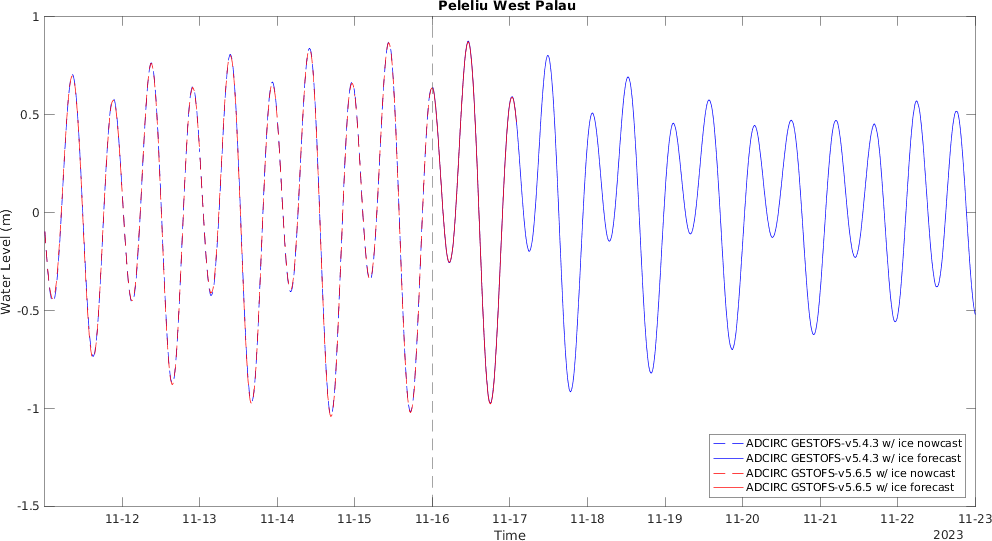 Peleliu West Palau
1
0.5
0
-0.5
-1
-1.5
Water Level (m)
11-12
11-13
11-14
11-15
11-16
11-17
11-18
11-19
11-20
11-21
11-22
11-23
Time
2023
ADCIRC GESTOFS-v5.4.3 w/ ice nowcast
ADCIRC GESTOFS-v5.4.3 w/ ice forecast
ADCIRC GSTOFS-v5.6.5 w/ ice nowcast
ADCIRC GSTOFS-v5.6.5 w/ ice forecast